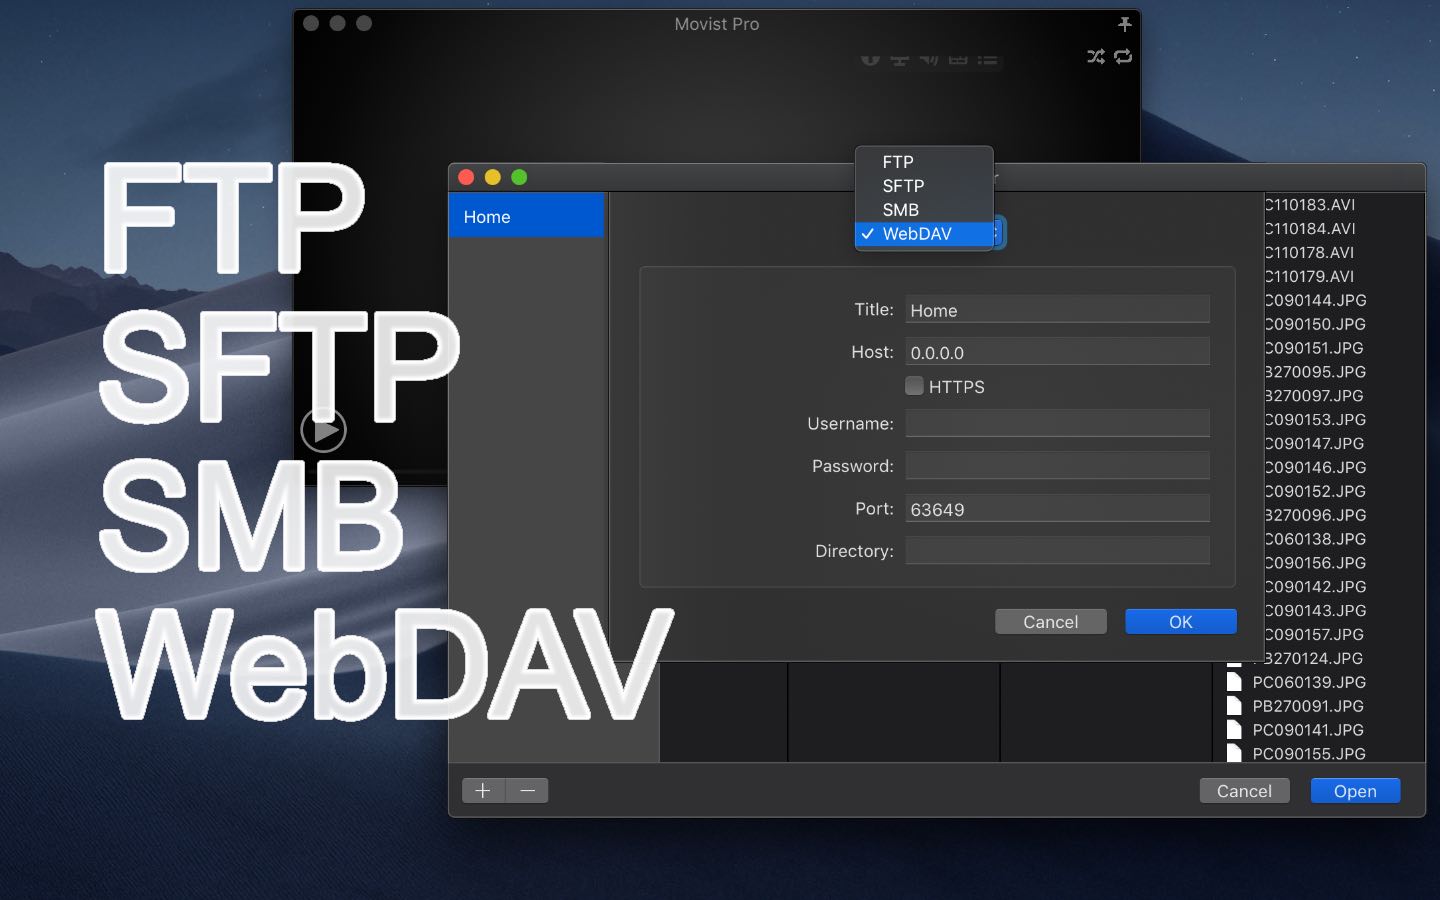 Movist Pro
FTP
SFTP
SMB
WebDAV
FTP
SFTP
SMB
✓ WebDAV
Home
Title: Home
Host: 0.0.0.0
HTTPS
Username:
Password:
Port: 63649
Directory:
Cancel
OK
C110183.AVI
C110184.AVI
C110178.AVI
C110179.AVI
C090144.JPG
C090150.JPG
C090151.JPG
B270095.JPG
B270097.JPG
C090153.JPG
C090147.JPG
C090146.JPG
C090152.JPG
B270096.JPG
C060138.JPG
C090156.JPG
C090142.JPG
C090143.JPG
C090157.JPG
PB270124.JPG
PC060139.JPG
PB270091.JPG
PC090141.JPG
PC090155.JPG
+ −
Cancel
Open